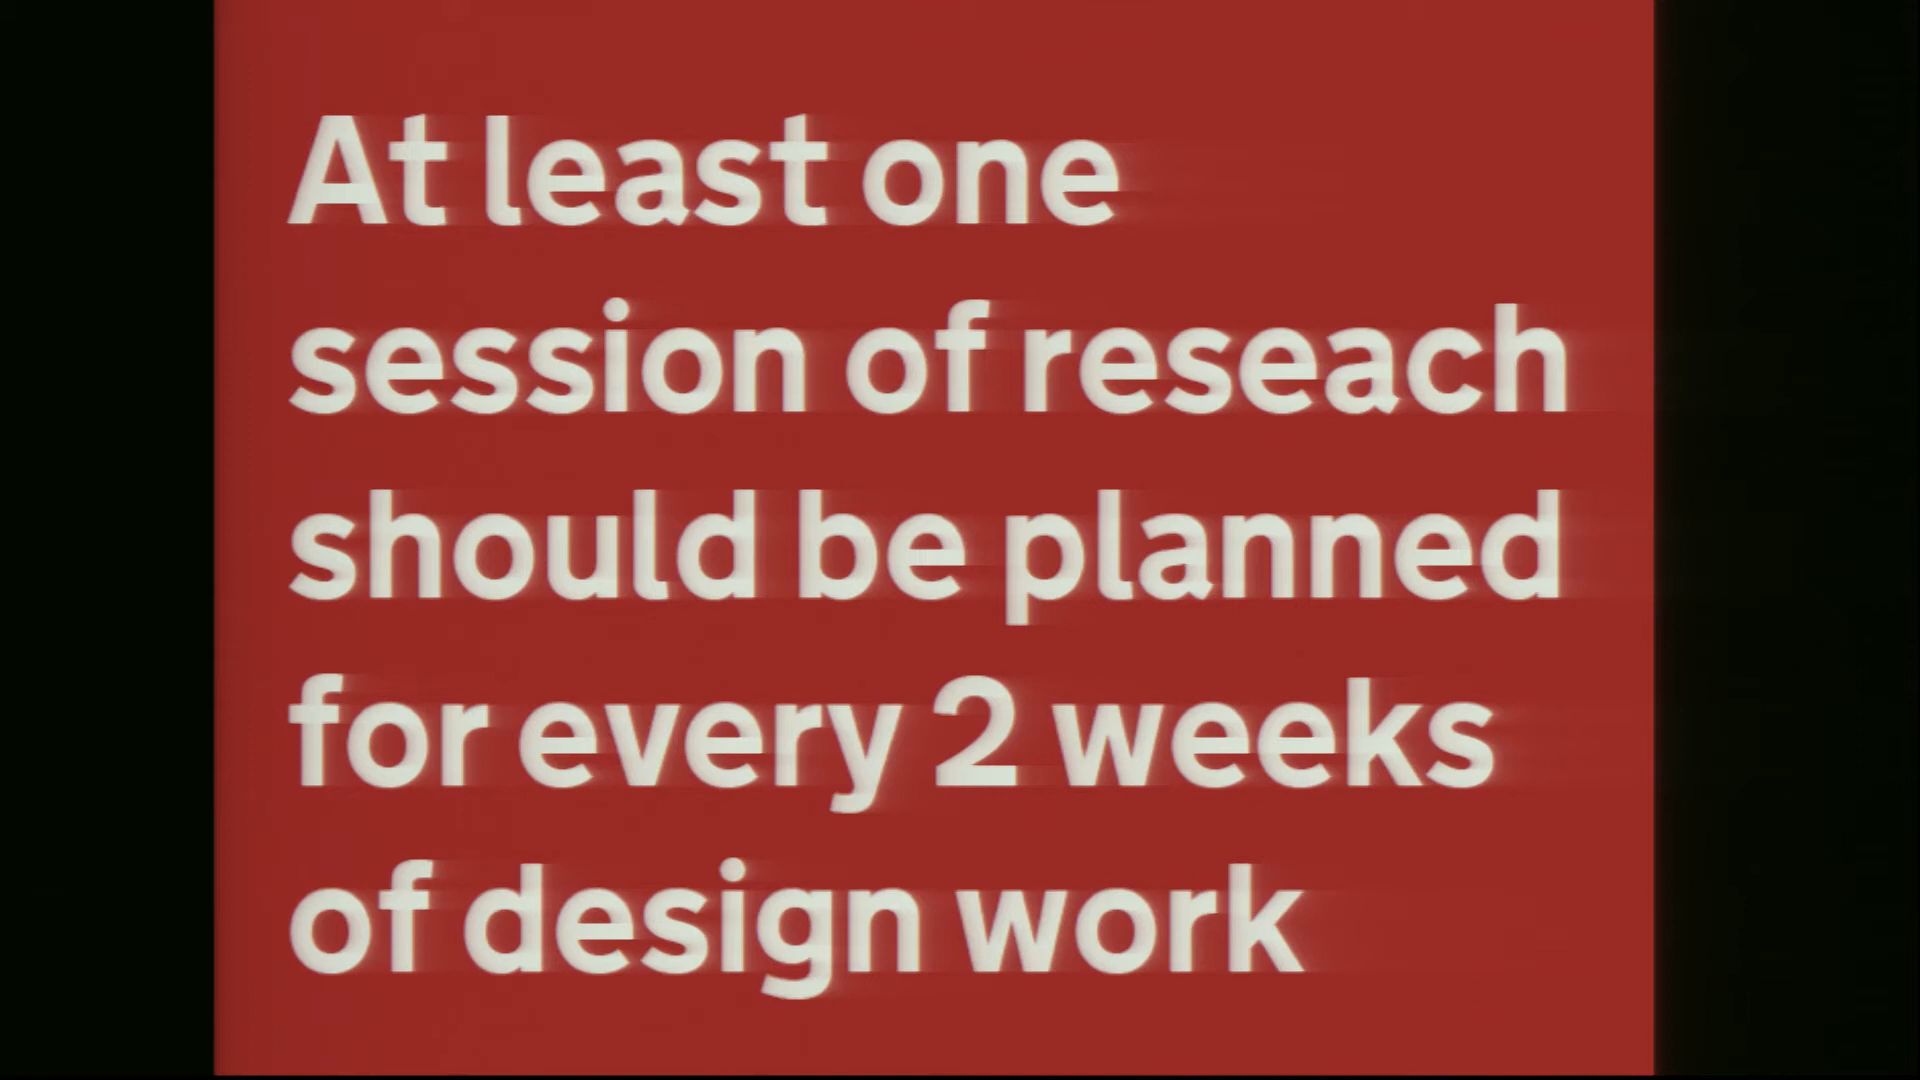 At least one
session of reseach
should be planned
for every 2 weeks
of design work